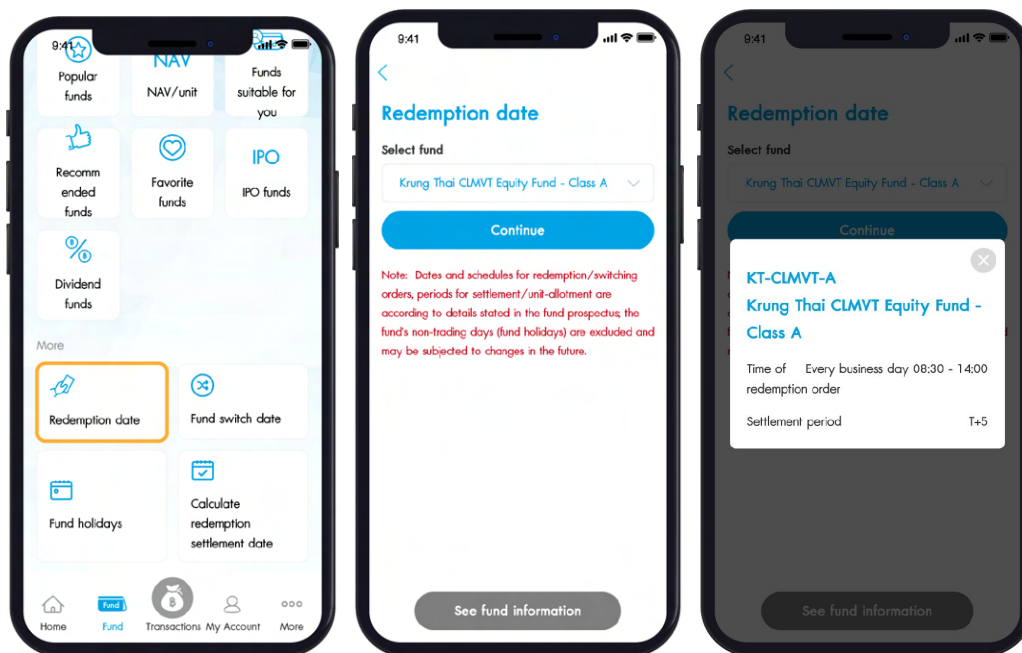 9:41
NAV
Popular
funds
NAV/unit
Funds
suitable for
you
Recomm
ended
funds
Favorite
funds
IPO
IPO funds
Dividend
funds
More
Redemption date
Fund switch date
Fund holidays
Calculate
redemption
settlement date
Home
Fund
Fund
Transactions
My Account
More
9:41
Redemption date
Select fund
Krung Thai CLMVT Equity Fund - Class A
Continue
Note: Dates and schedules for redemption/switching
orders, periods for settlement/unit-allotment are
according to details stated in the fund prospectus; the
fund's non-trading days (fund holidays) are excluded and
may be subjected to changes in the future.
See fund information
9:41
Redemption date
Select fund
Krung Thai CLMVT Equity Fund - Class A
Continue
KT-CLMVT-A
Krung Thai CLMVT Equity Fund -
Class A
Time of Every business day 08:30 - 14:00
redemption order
Settlement period T+5
See fund information